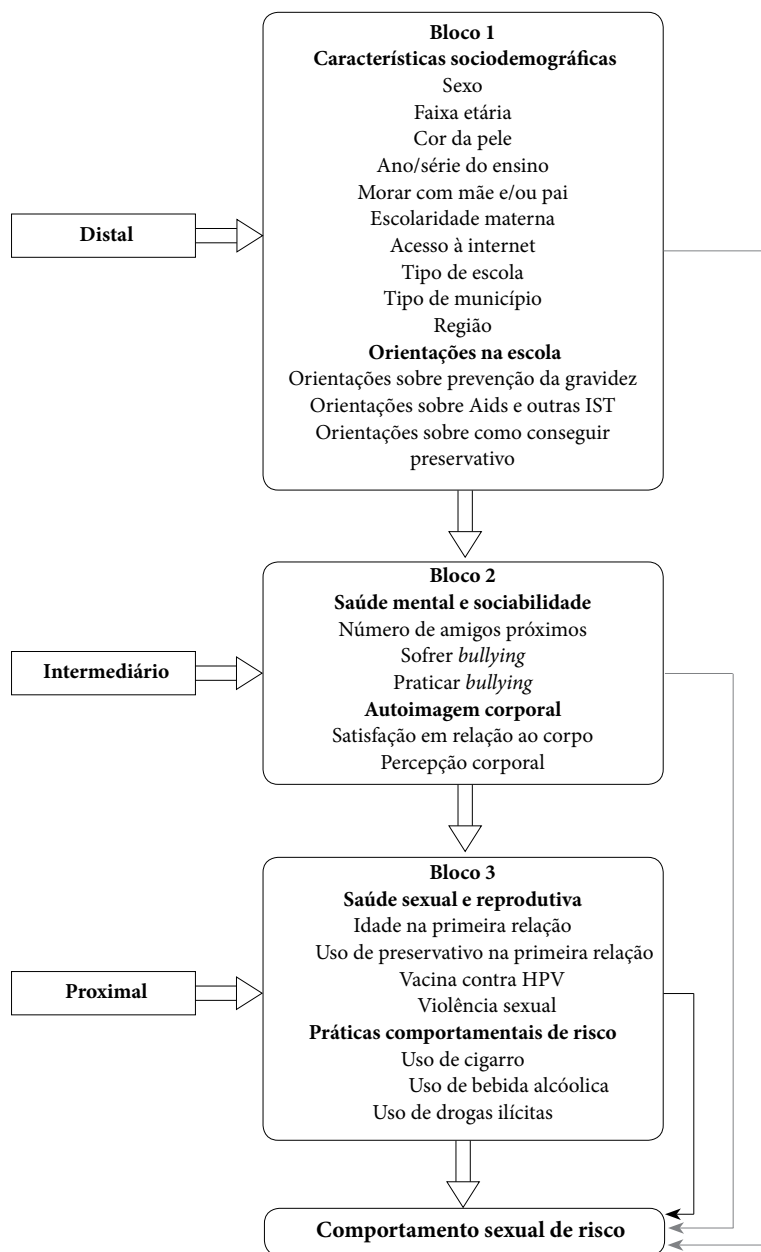 Bloco 1
Características sociodemográficas
Sexo
Faixa etária
Cor da pele
Ano/série do ensino
Morar com mãe e/ou pai
Escolaridade materna
Acesso à internet
Tipo de escola
Tipo de município
Região
Orientações na escola
Orientações sobre prevenção da gravidez
Orientações sobre Aids e outras IST
Orientações sobre como conseguir
preservativo
Distal
Bloco 2
Saúde mental e sociabilidade
Número de amigos próximos
Sofrer bullying
Praticar bullying
Autoimagem corporal
Satisfação em relação ao corpo
Percepção corporal
Intermediário
Bloco 3
Saúde sexual e reprodutiva
Idade na primeira relação
Uso de preservativo na primeira relação
Vacina contra HPV
Violência sexual
Práticas comportamentais de risco
Uso de cigarro
Uso de bebida alcóolica
Uso de drogas ilícitas
Proximal
Comportamento sexual de risco